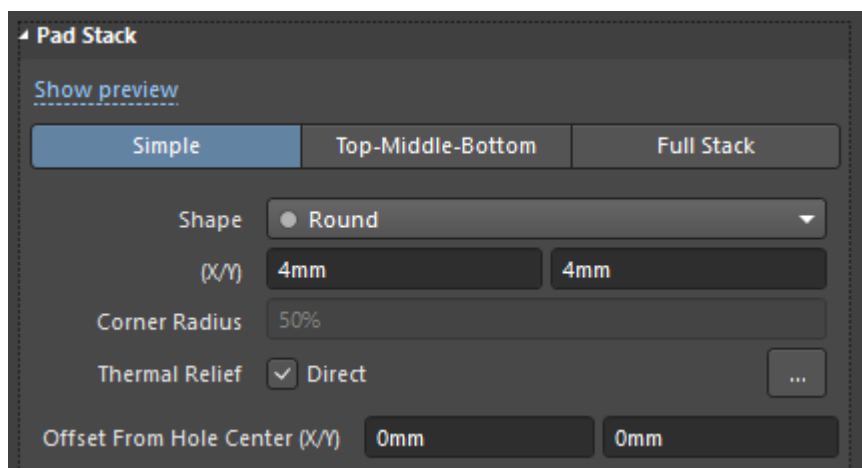 Pad Stack
Show preview
Simple Top-Middle-Bottom Full Stack
Shape Round
(X/Y) 4mm 4mm
Corner Radius 50%
Thermal Relief Direct ...
Offset From Hole Center (X/Y) 0mm 0mm